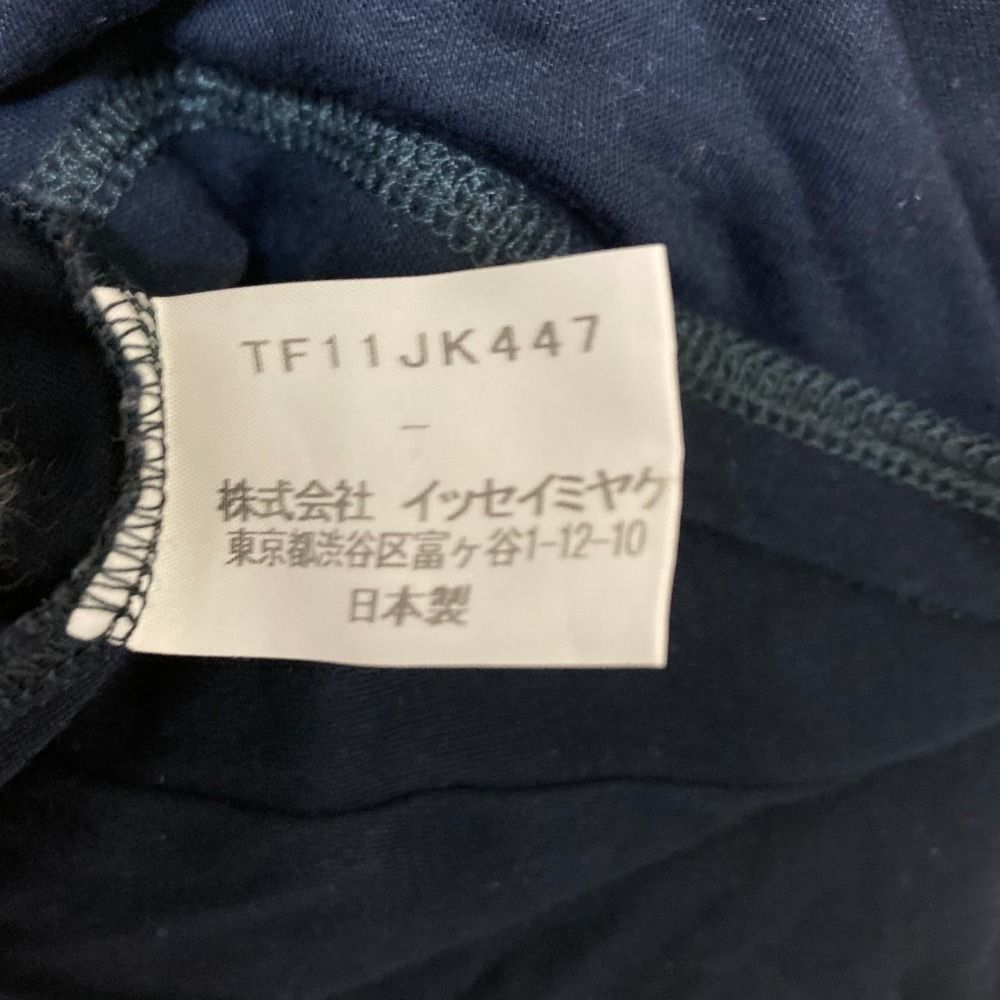 TF11JK447
－
株式会社 イッセイミヤケ
東京都渋谷区富ヶ谷1-12-10
日本製